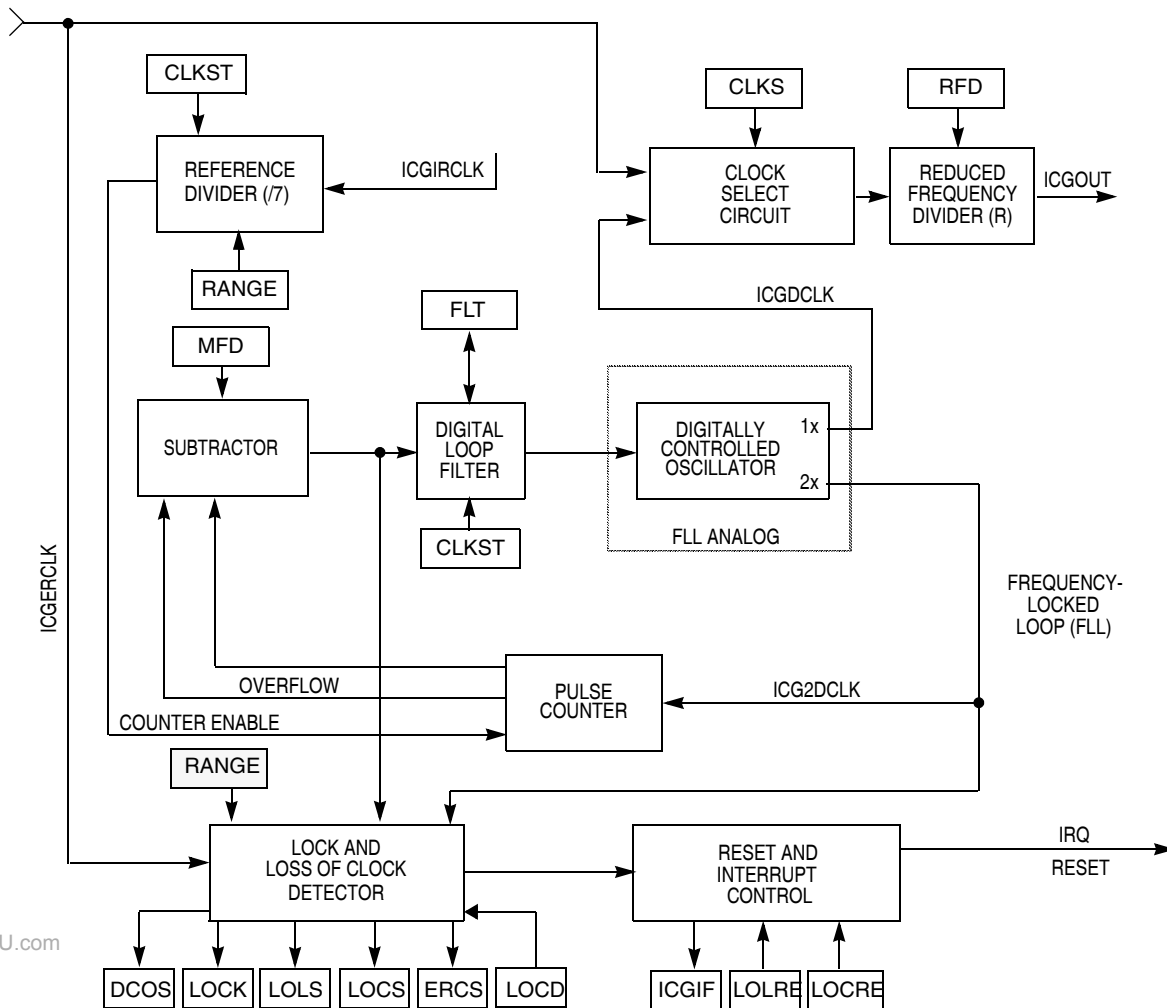 CLKST
CLKS
RFD
REFERENCE
DIVIDER (/7)
ICGIRCLK
CLOCK
SELECT
CIRCUIT
REDUCED
FREQUENCY
DIVIDER (R)
ICGOUT
RANGE
ICGDCLK
FLT
MFD
SUBTRACTOR
DIGITAL
LOOP
FILTER
DIGITALLY
CONTROLLED
OSCILLATOR
1x
2x
FLL ANALOG
CLKST
ICGERCLK
FREQUENCY-
LOCKED
LOOP (FLL)
OVERFLOW
PULSE
COUNTER
ICG2DCLK
COUNTER ENABLE
RANGE
LOCK AND
LOSS OF CLOCK
DETECTOR
RESET AND
INTERRUPT
CONTROL
IRQ
RESET
U.com
DCOS
LOCK
LOLS
LOCS
ERCS
LOCD
ICGIF
LOLRE
LOCRE